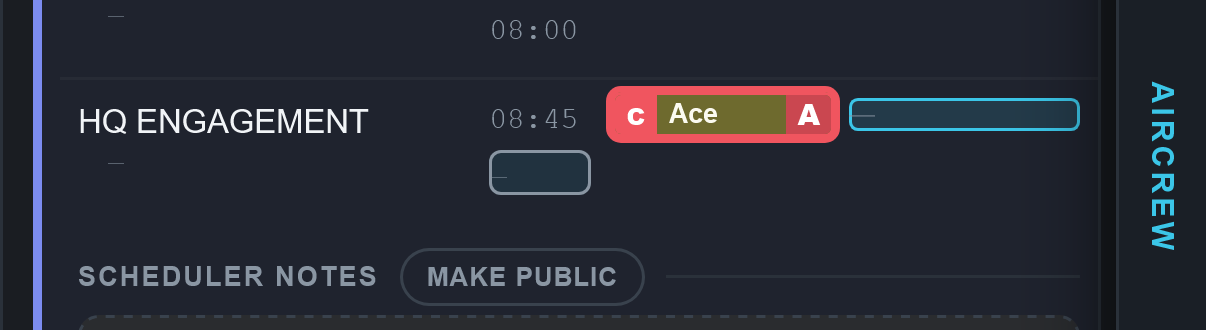 —
08:00
HQ ENGAGEMENT 08:45 C Ace A —
— —
SCHEDULER NOTES MAKE PUBLIC
AIRCREW